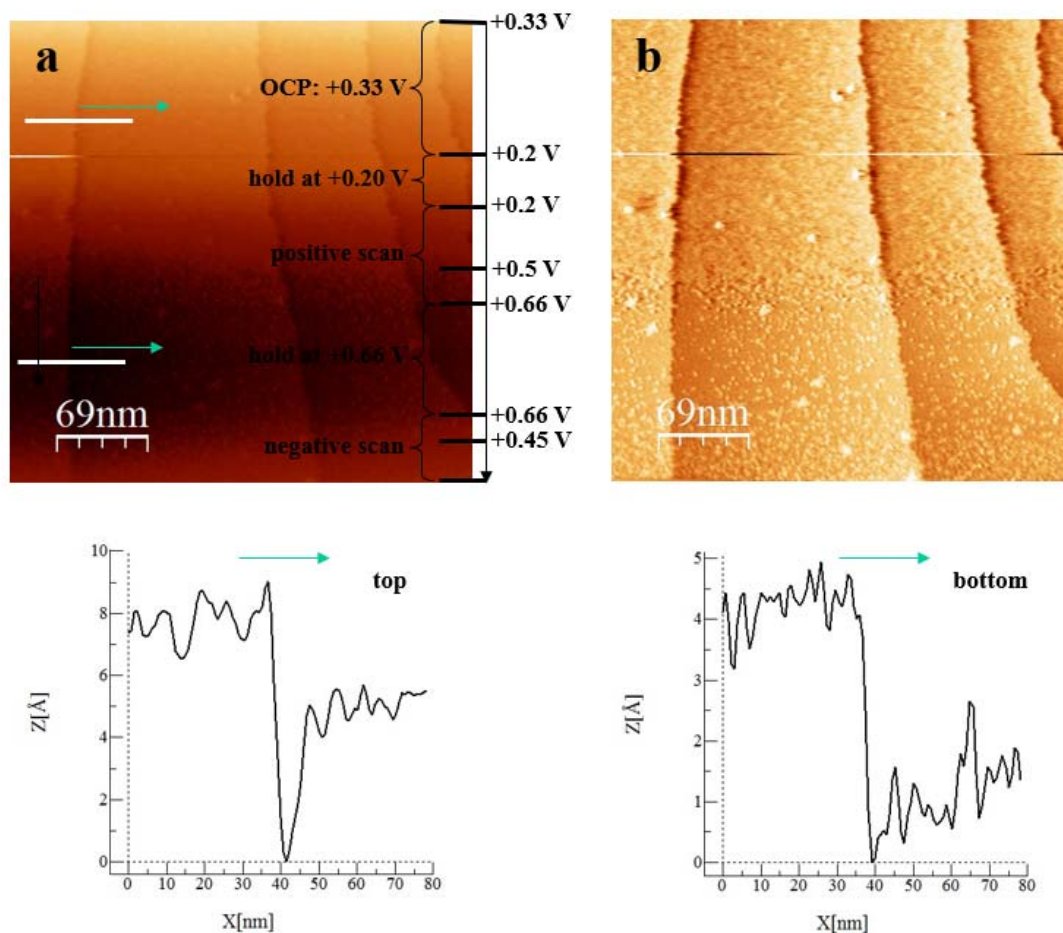 a
OCP: +0.33 V
hold at +0.20 V
positive scan
hold at +0.66 V
negative scan
69nm
+0.33 V
+0.2 V
+0.2 V
+0.5 V
+0.66 V
+0.66 V
+0.45 V
b
69nm
top
Z[Å]
10
8
6
4
2
0
0 10 20 30 40 50 60 70 80
X[nm]
bottom
Z[Å]
5
4
3
2
1
0
0 10 20 30 40 50 60 70 80
X[nm]